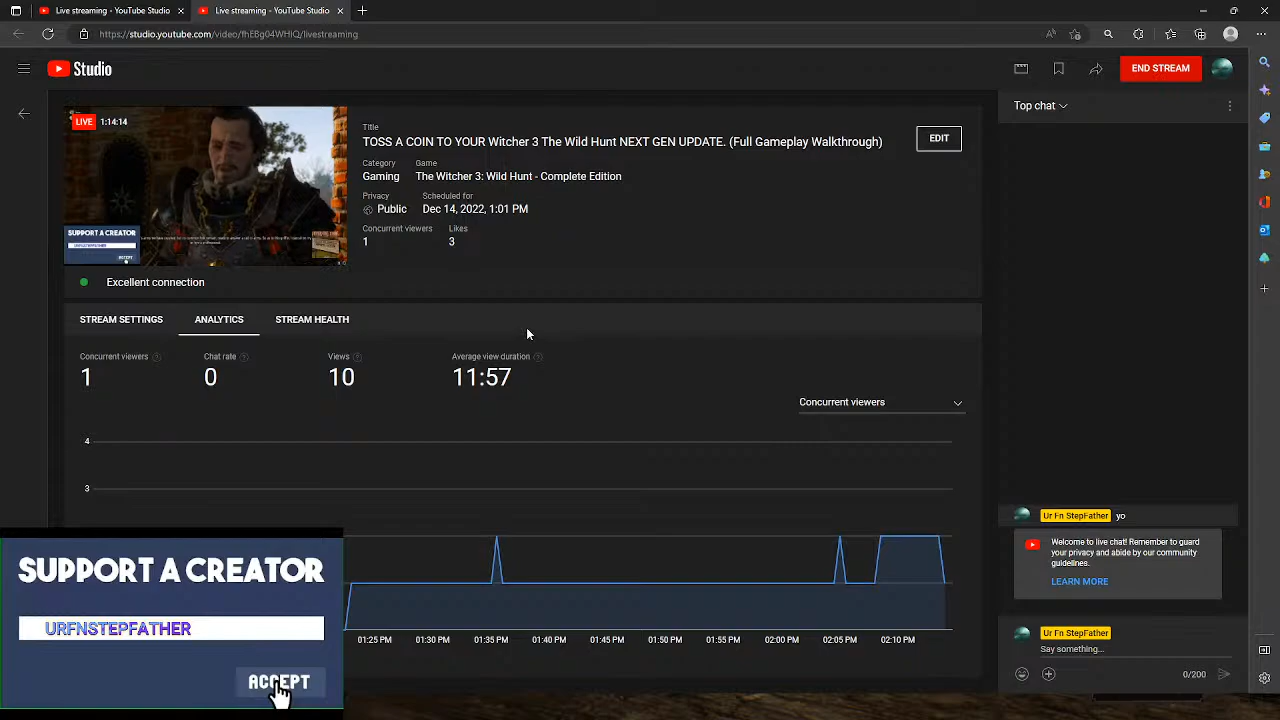 Live streaming - YouTube Studio
Live streaming - YouTube Studio
https://studio.youtube.com/video/fhEBg04WHlQ/livestreaming
Studio
END STREAM
LIVE 1:14:14
SUPPORT A CREATOR
URFNSTEPFATHER
ACCEPT
Title
TOSS A COIN TO YOUR Witcher 3 The Wild Hunt NEXT GEN UPDATE. (Full Gameplay Walkthrough)
EDIT
Category Game
Gaming The Witcher 3: Wild Hunt - Complete Edition
Privacy Scheduled for
Public Dec 14, 2022, 1:01 PM
Concurrent viewers Likes
1 3
Excellent connection
STREAM SETTINGS ANALYTICS STREAM HEALTH
Concurrent viewers ? Chat rate ? Views ? Average view duration ?
1 0 10 11:57
Concurrent viewers
4
3
01:25 PM 01:30 PM 01:35 PM 01:40 PM 01:45 PM 01:50 PM 01:55 PM 02:00 PM 02:05 PM 02:10 PM
SUPPORT A CREATOR
URFNSTEPFATHER
ACCEPT
Top chat
Ur Fn StepFather yo
Welcome to live chat! Remember to guard
your privacy and abide by our community
guidelines.
LEARN MORE
Ur Fn StepFather
Say something...
0/200